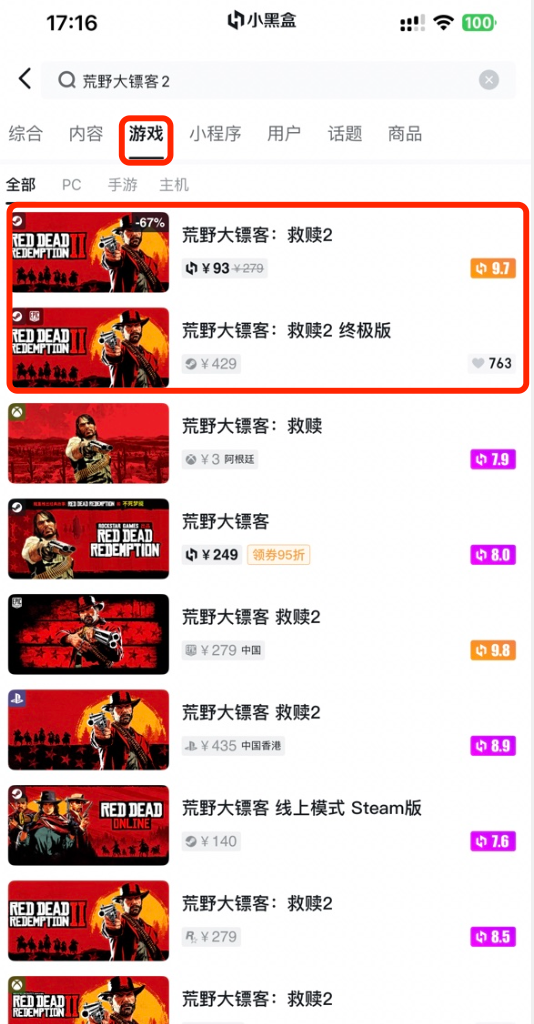 17:16
小黑盒
100
荒野大镖客2
综合 内容 游戏 小程序 用户 话题 商品
全部 PC 手游 主机
-67%
RED DEAD
REDEMPTION II
荒野大镖客：救赎2
¥93 ¥279
9.7
EPIC
RED DEAD
REDEMPTION II
荒野大镖客：救赎2 终极版
¥429
763
荒野大镖客：救赎
¥3 阿根廷
7.9
RED DEAD REDEMPTION
不死梦魇
ROCKSTAR GAMES
RED DEAD
REDEMPTION
荒野大镖客
¥249 领券95折
8.0
EPIC
荒野大镖客 救赎2
¥279 中国
9.8
荒野大镖客 救赎2
¥435 中国香港
8.9
RED DEAD
ONLINE
荒野大镖客 线上模式 Steam版
¥140
7.6
RED DEAD
REDEMPTION II
荒野大镖客：救赎2
¥279
8.5
RED DEAD
REDEMPTION II
荒野大镖客：救赎2